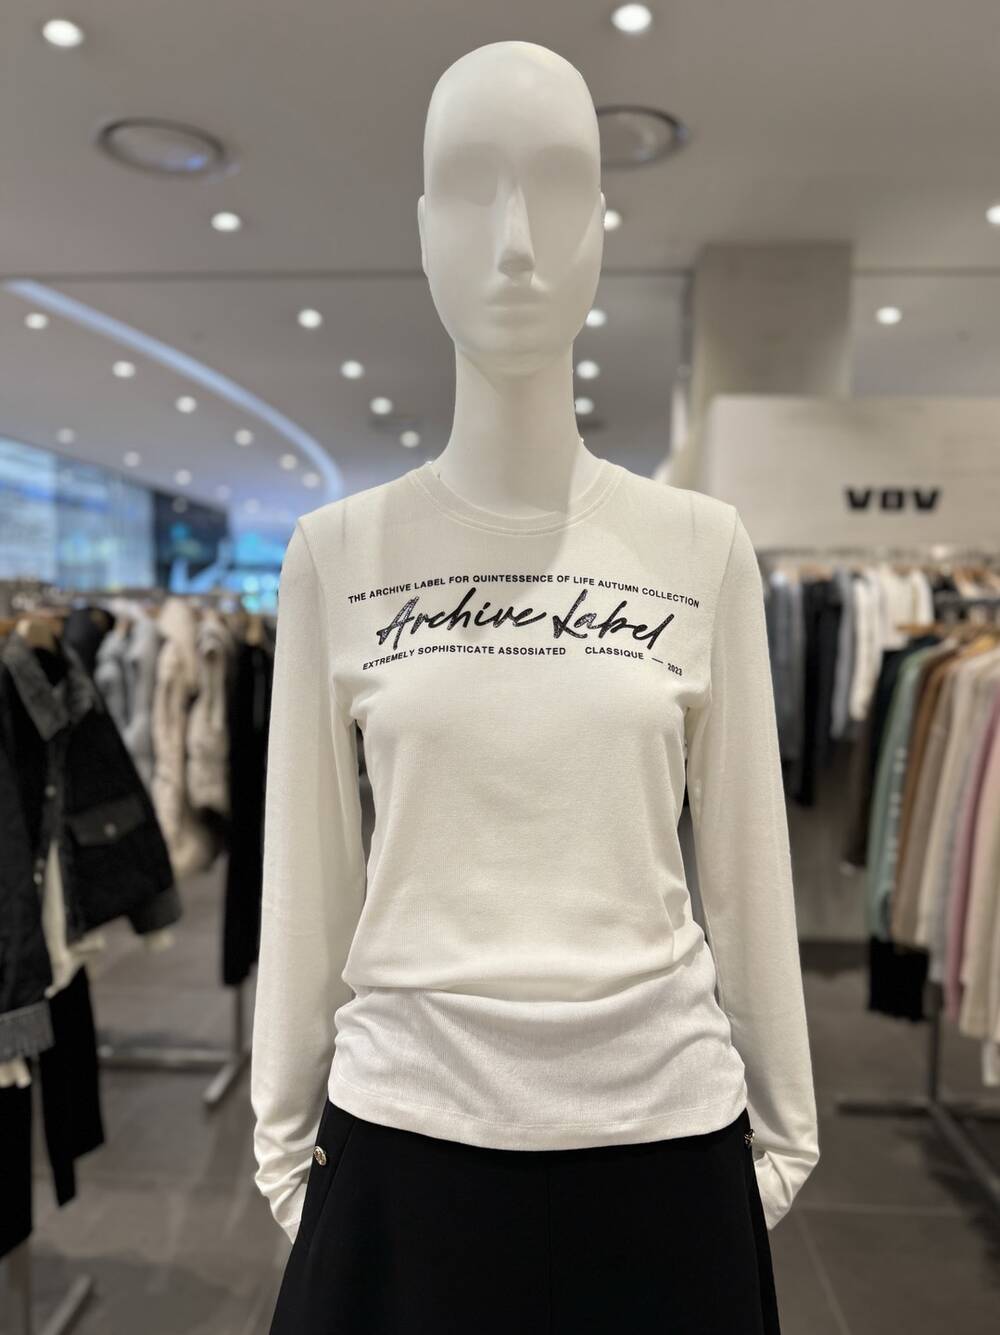 VOV
THE ARCHIVE LABEL FOR QUINTESSENCE OF LIFE AUTUMN COLLECTION
Archive Label
EXTREMELY SOPHISTICATE ASSOSIATED CLASSIQUE — 2023